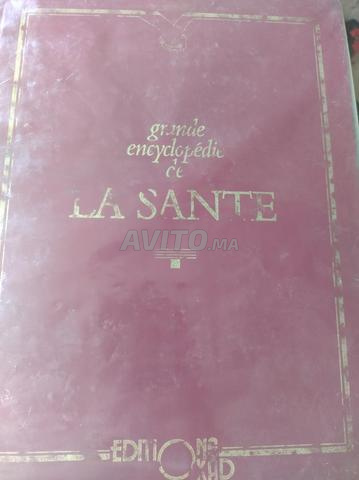 grande
encyclopédie
de
LA SANTE
AVITO.MA
EDITIONS